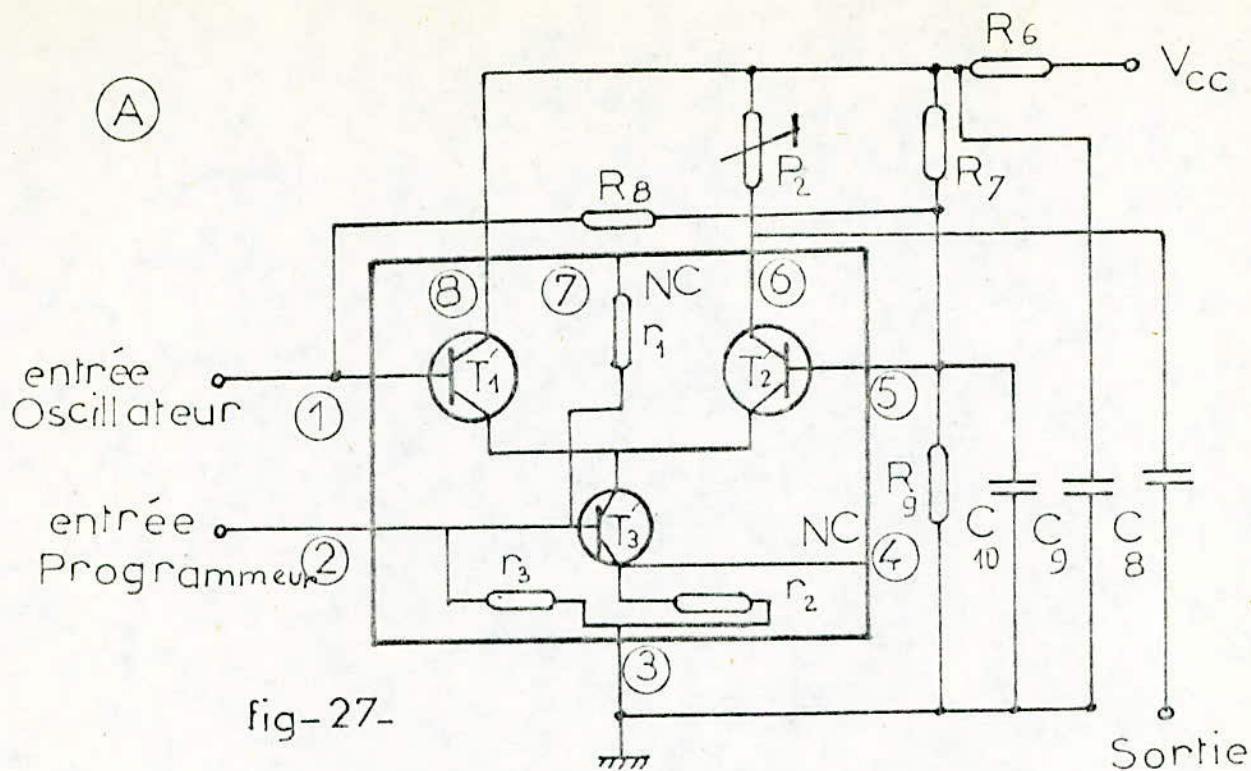 A
R6
Vcc
R8
P2
R7
8
7
NC
6
r1
entrée
Oscillateur
1
T'1
T'2
5
entrée
Programmeur
2
T'3
NC
4
R9
C10
C9
C8
r3
r2
3
fig-27-
Sortie